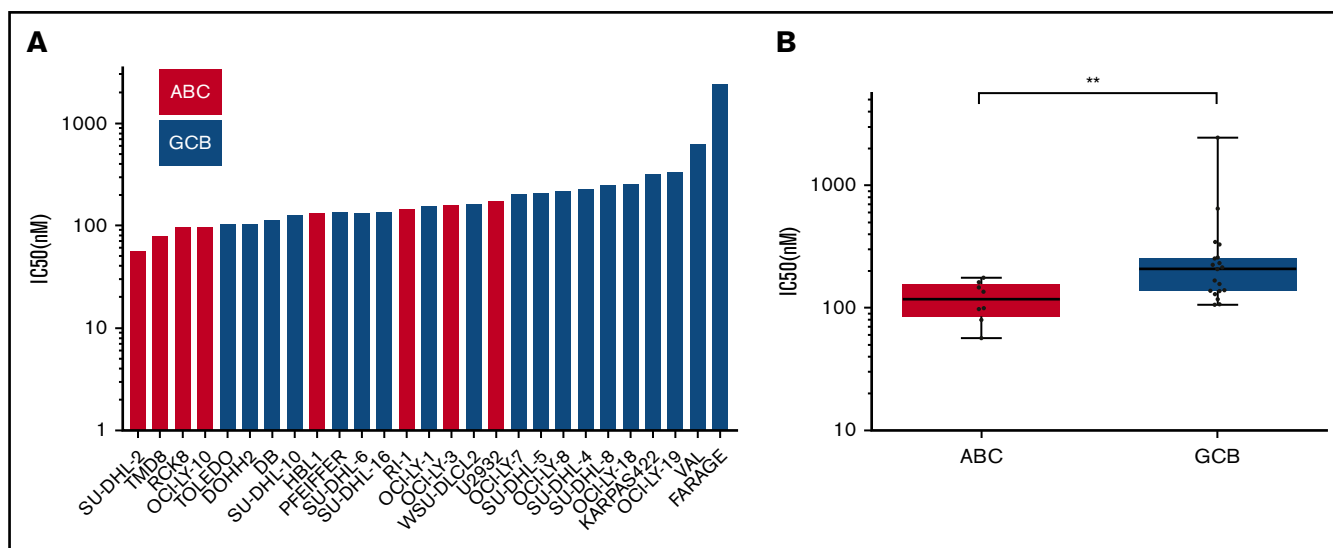 A
ABC
GCB
IC50(nM)
1000
100
10
1
SU-DHL-2
TMD8
RCK8
OCI-LY-10
TOLEDO
DOHH2
DB
SU-DHL-10
HBL1
PFEIFFER
SU-DHL-6
SU-DHL-16
RI-1
OCI-LY-1
OCI-LY-3
WSU-DLCL2
U2932
OCI-LY-7
SU-DHL-5
OCI-LY-8
SU-DHL-4
SU-DHL-8
OCI-LY-18
KARPAS422
OCI-LY-19
VAL
FARAGE
B
**
IC50(nM)
1000
100
10
ABC
GCB